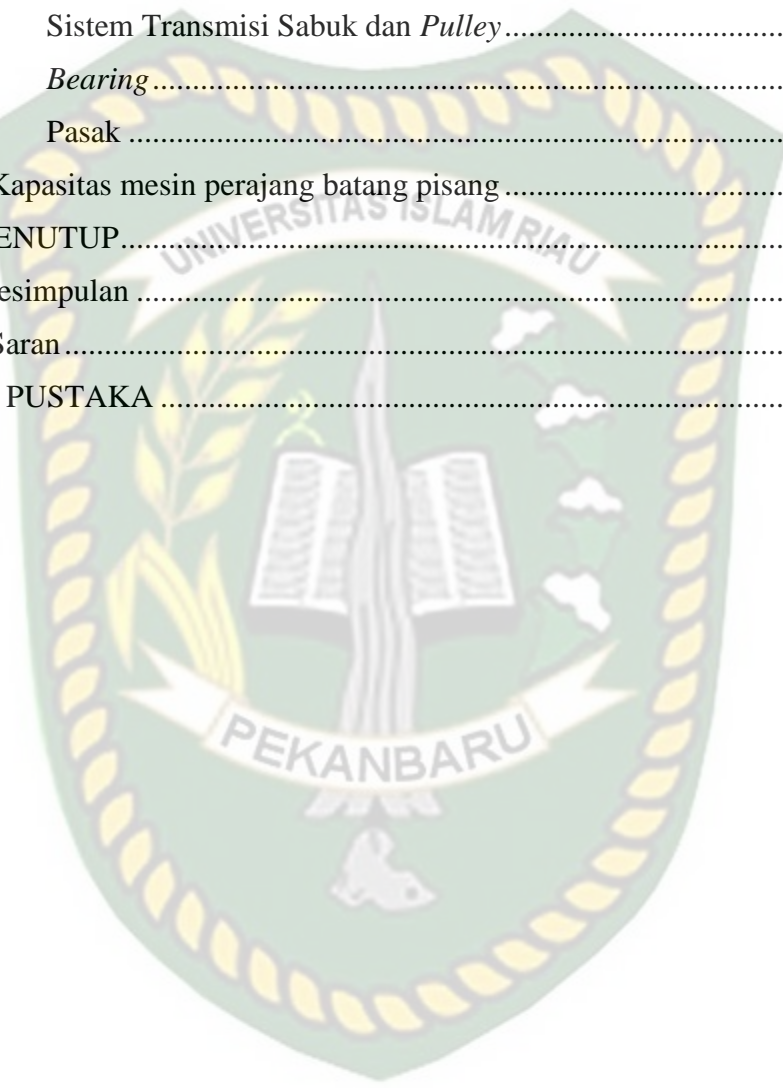 Sistem Transmisi Sabuk dan Pulley....................................
Bearing....................................................................................
Pasak .......................................................................................
Kapasitas mesin perajang batang pisang....................................
ENUTUP.....................................................................................
esimpulan ...................................................................................
Saran..........................................................................................
PUSTAKA ................................................................................
UNIVERSITAS ISLAM RIAU
PEKANBARU